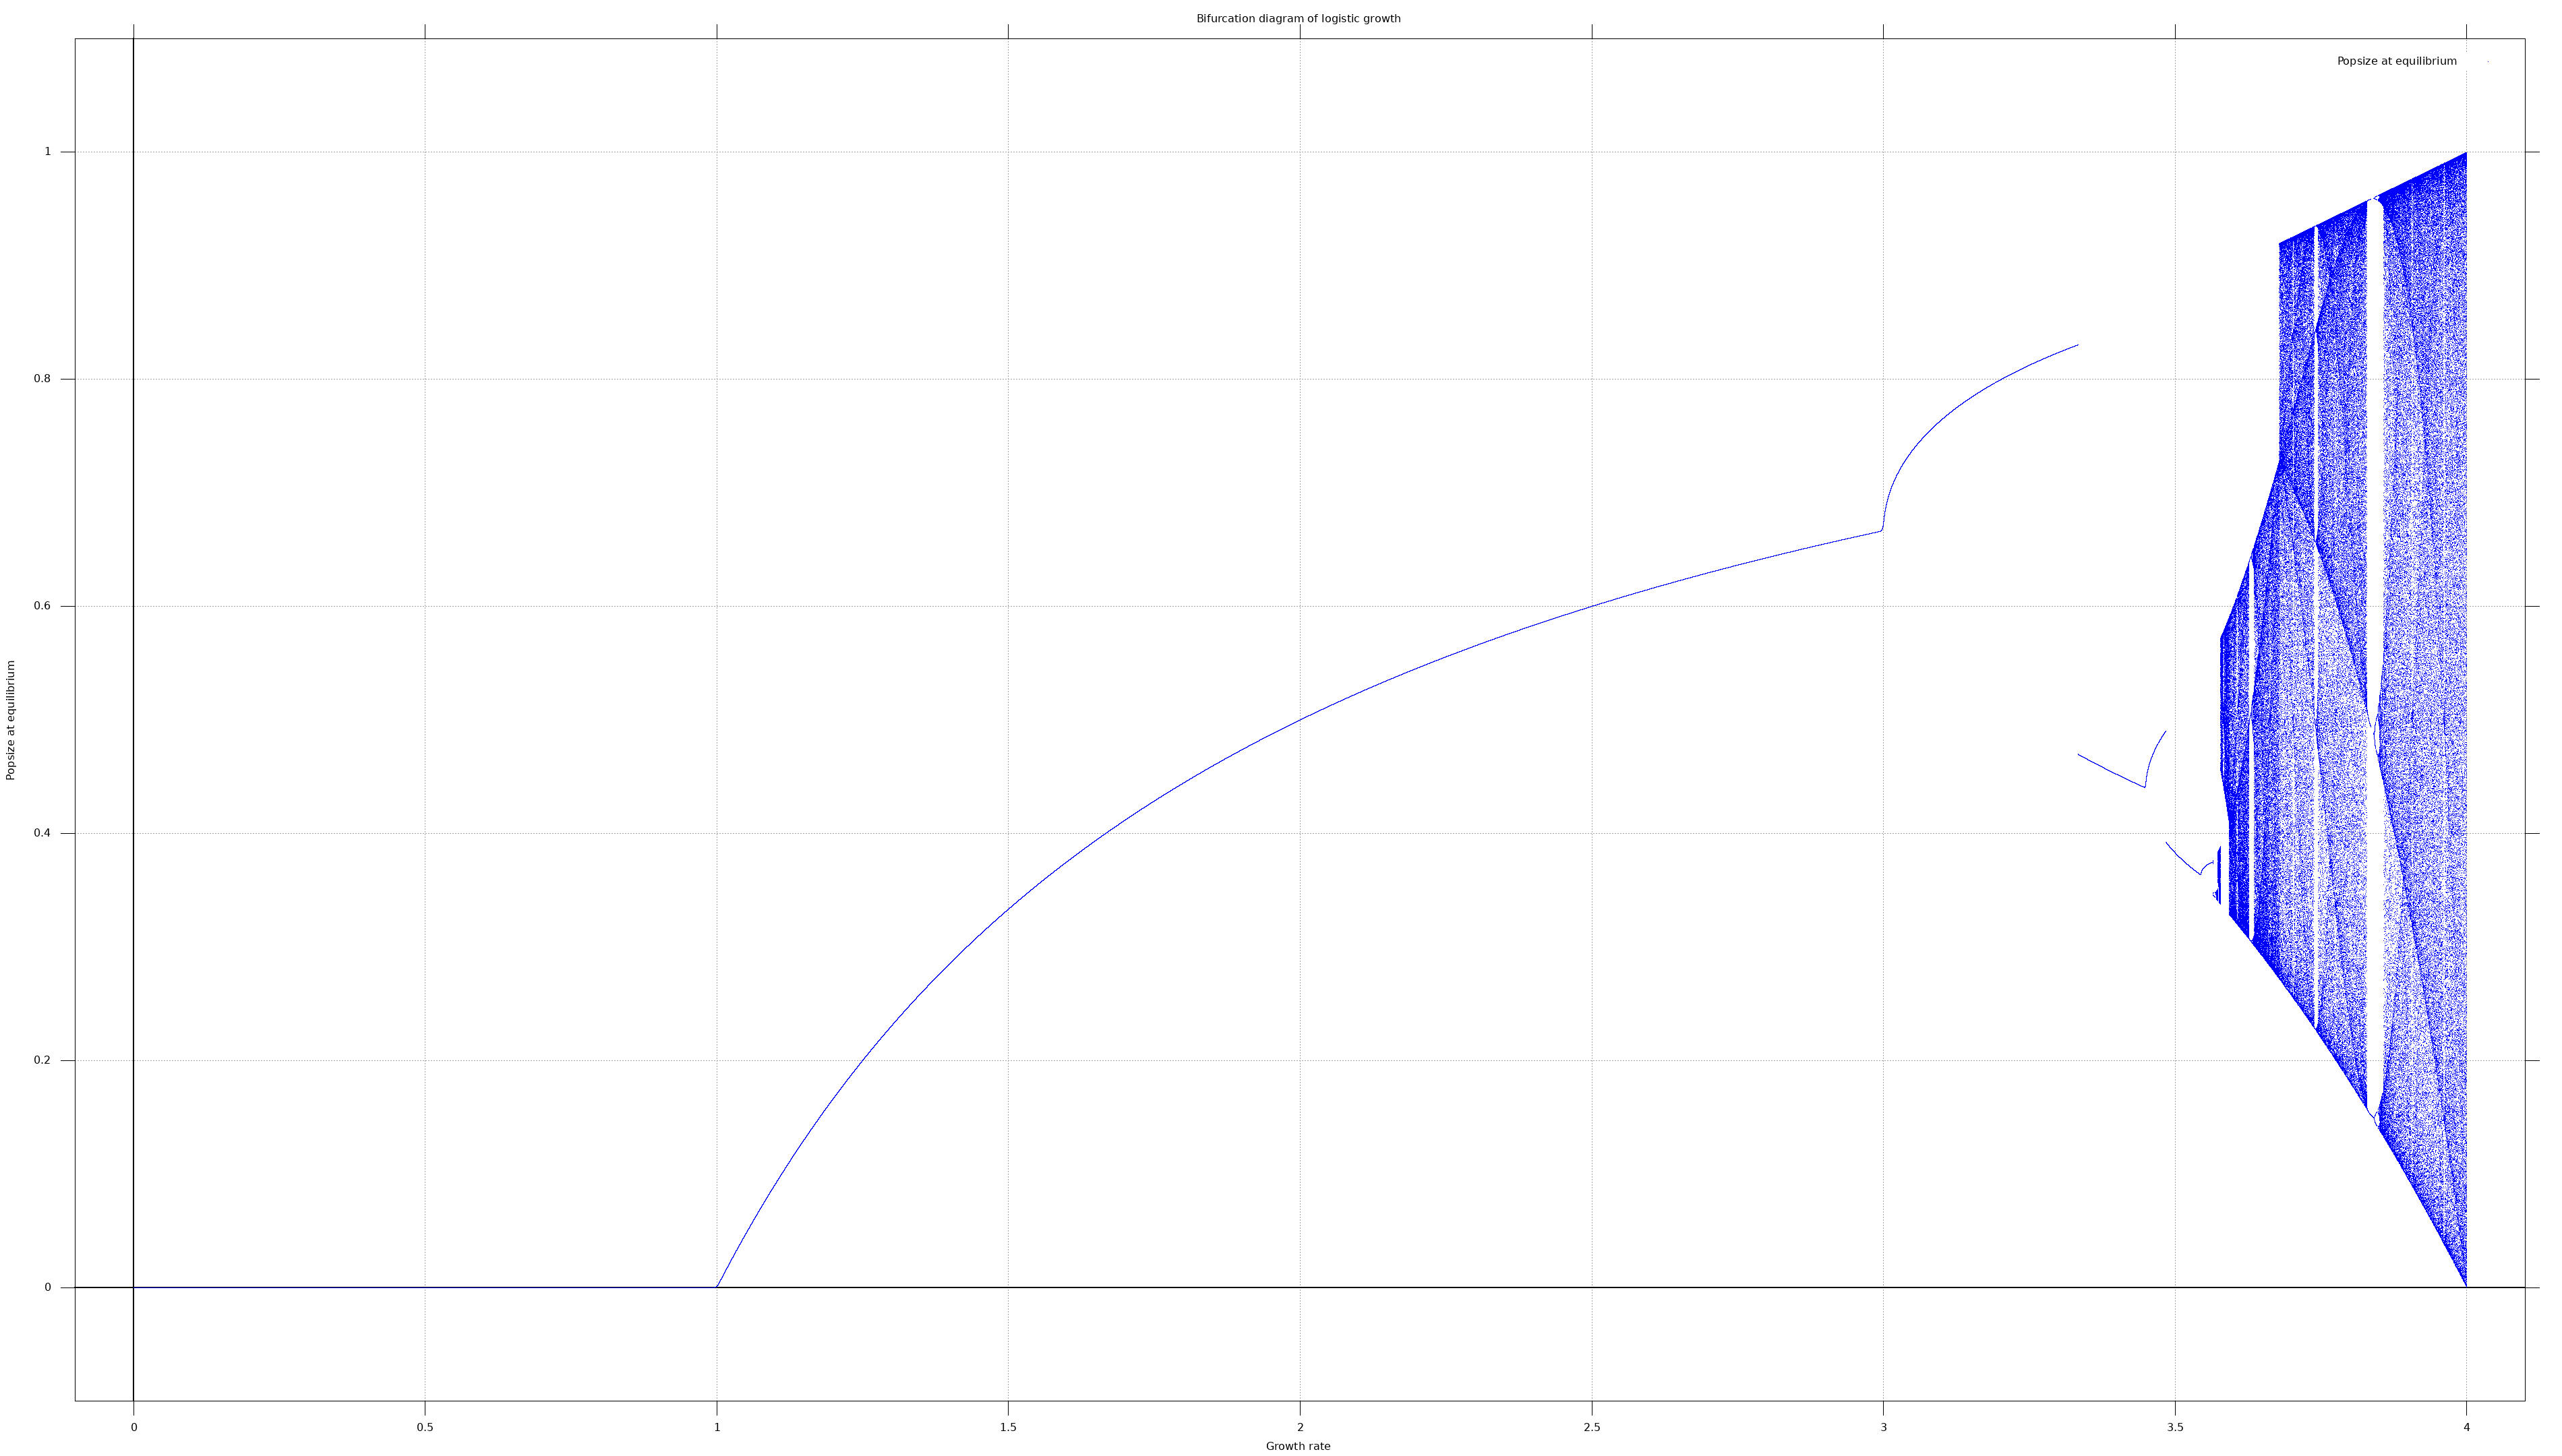 Bifurcation diagram of logistic growth
Popsize at equilibrium
1
0.8
0.6
0.4
0.2
0
Popsize at equilibrium
0 0.5 1 1.5 2 2.5 3 3.5 4
Growth rate